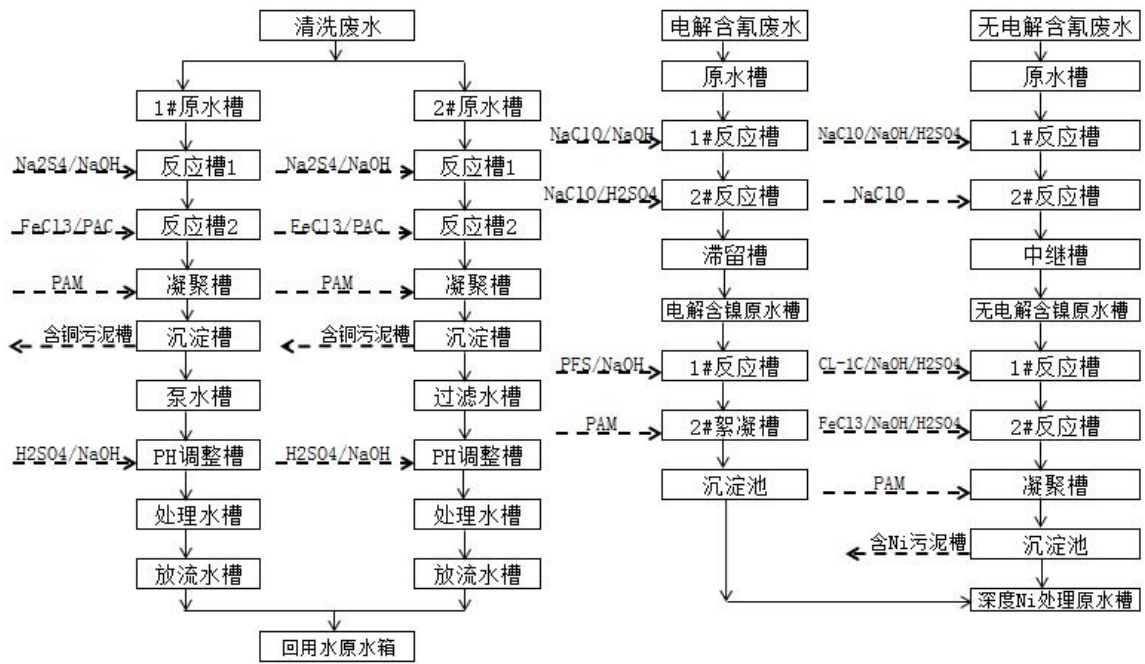 清洗废水
1#原水槽
2#原水槽
Na2S4/NaOH
反应槽1
Na2S4/NaOH
反应槽1
FeCl3/PAC
反应槽2
FeCl3/PAC
反应槽2
PAM
凝聚槽
PAM
凝聚槽
含铜污泥槽
沉淀槽
含铜污泥槽
沉淀槽
泵水槽
过滤水槽
H2SO4/NaOH
PH调整槽
H2SO4/NaOH
PH调整槽
处理水槽
处理水槽
放流水槽
放流水槽
回用水原水箱
电解含氰废水
原水槽
NaClO/NaOH
1#反应槽
NaClO/H2SO4
2#反应槽
滞留槽
电解含镍原水槽
PFS/NaOH
1#反应槽
PAM
2#絮凝槽
沉淀池
无电解含氰废水
原水槽
NaClO/NaOH/H2SO4
1#反应槽
NaClO
2#反应槽
中继槽
无电解含镍原水槽
CL-1C/NaOH/H2SO4
1#反应槽
FeCl3/NaOH/H2SO4
2#反应槽
PAM
凝聚槽
含Ni污泥槽
沉淀池
深度Ni处理原水槽